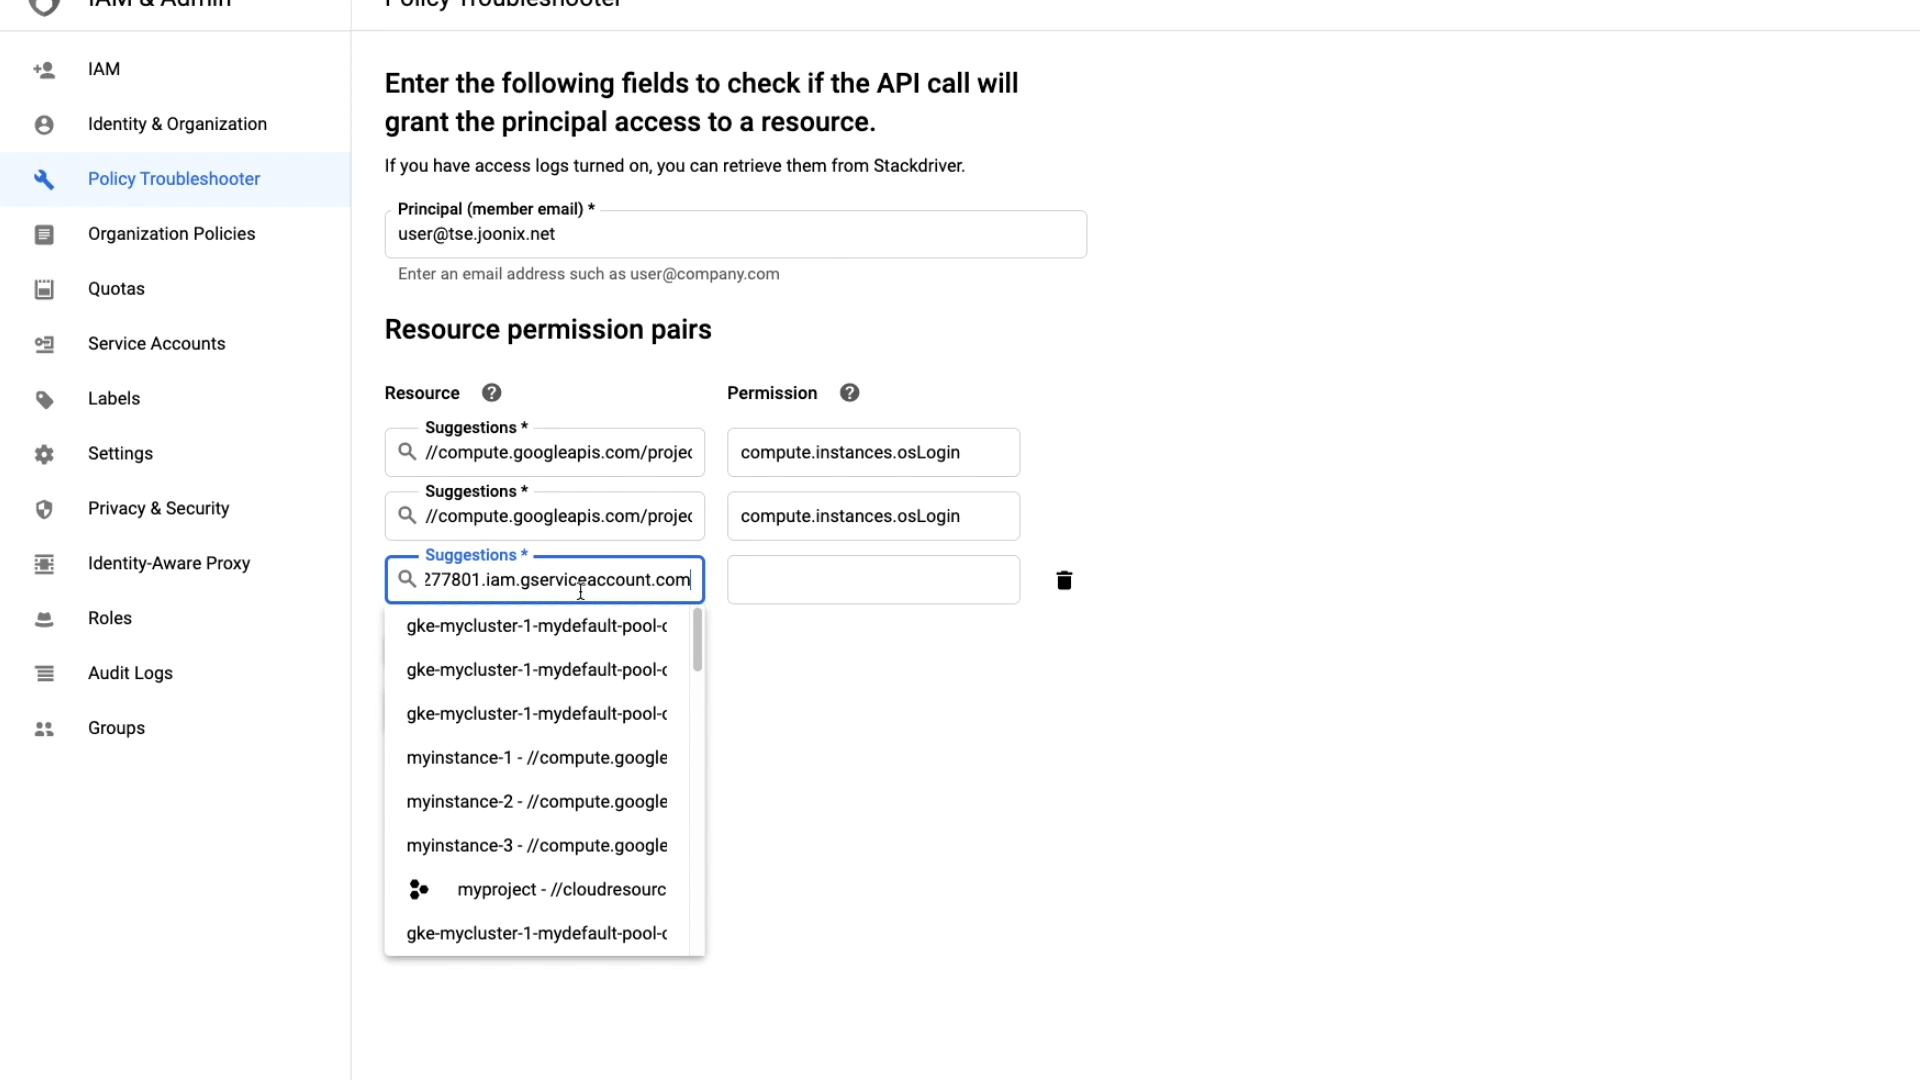 IAM & Admin
Policy Troubleshooter
IAM
Identity & Organization
Policy Troubleshooter
Organization Policies
Quotas
Service Accounts
Labels
Settings
Privacy & Security
Identity-Aware Proxy
Roles
Audit Logs
Groups
Enter the following fields to check if the API call will
grant the principal access to a resource.
If you have access logs turned on, you can retrieve them from Stackdriver.
Principal (member email) *
user@tse.joonix.net
Enter an email address such as user@company.com
Resource permission pairs
Resource Permission
Suggestions *
//compute.googleapis.com/projec compute.instances.osLogin
Suggestions *
//compute.googleapis.com/projec compute.instances.osLogin
Suggestions *
277801.iam.gserviceaccount.com
gke-mycluster-1-mydefault-pool-c
gke-mycluster-1-mydefault-pool-c
gke-mycluster-1-mydefault-pool-c
myinstance-1 - //compute.google
myinstance-2 - //compute.google
myinstance-3 - //compute.google
myproject - //cloudresourc
gke-mycluster-1-mydefault-pool-c